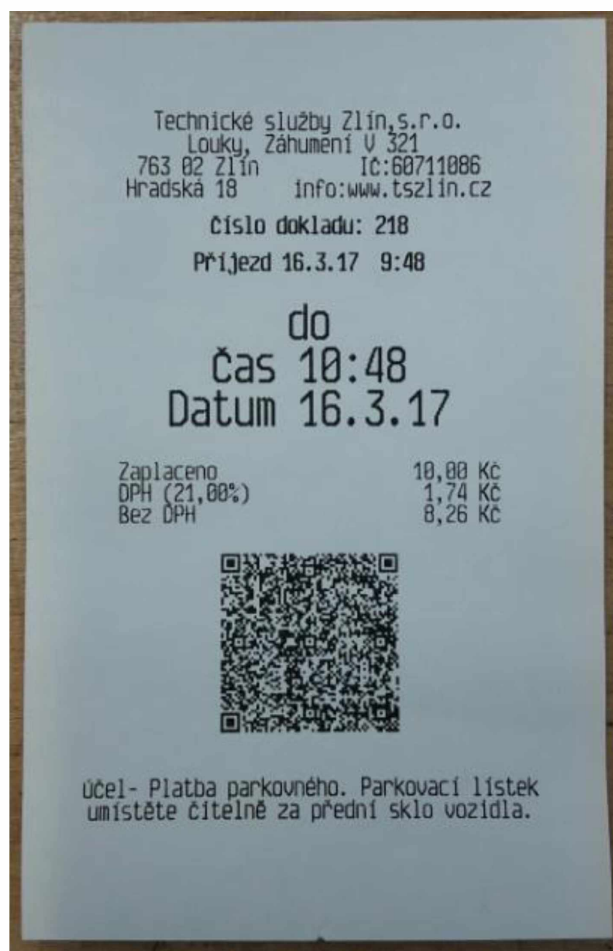 Technické služby Zlín,s.r.o.
Louky, Záhumení V 321
763 02 Zlín IČ:60711086
Hradská 18 info:www.tszlin.cz
Číslo dokladu: 218
Příjezd 16.3.17 9:48
do
Čas 10:48
Datum 16.3.17
Zaplaceno 10,00 Kč
DPH (21,00%) 1,74 Kč
Bez DPH 8,26 Kč
účel- Platba parkovného. Parkovací lístek
umístěte čitelně za přední sklo vozidla.